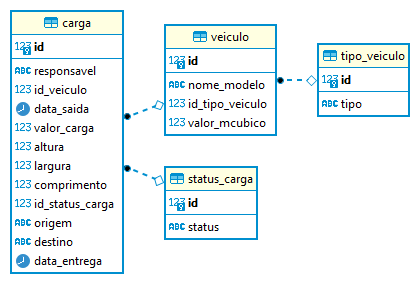 carga
123 id
ABC responsavel
123 id_veiculo
data_saida
123 valor_carga
123 altura
123 largura
123 comprimento
123 id_status_carga
ABC origem
ABC destino
data_entrega
veiculo
123 id
ABC nome_modelo
123 id_tipo_veiculo
123 valor_mcubico
tipo_veiculo
123 id
ABC tipo
status_carga
123 id
ABC status